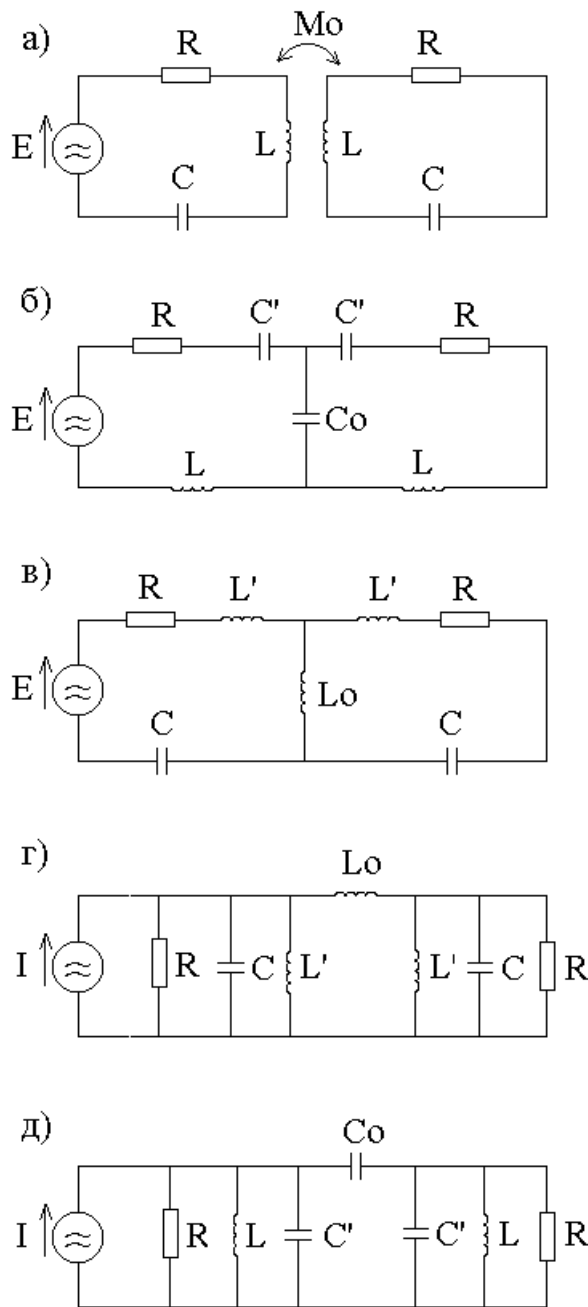 а)
Mo
R R
E L L
C C
б)
R C' C' R
E Co
L L
в)
R L' L' R
E Lo
C C
г)
Lo
I R C L' L' C R
д)
Co
I R L C' C' L R